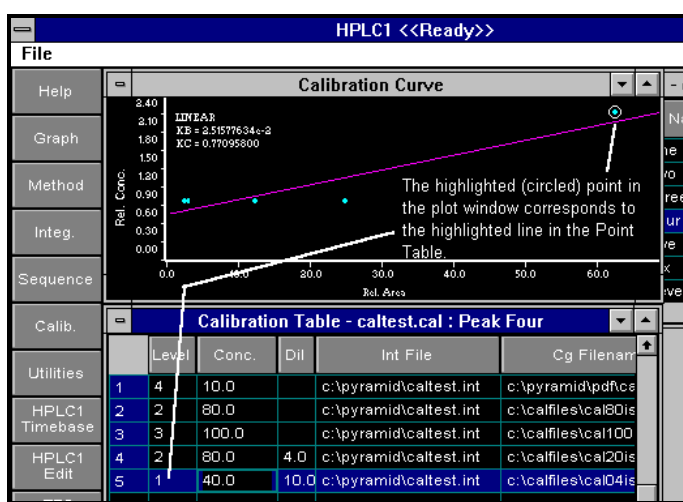 HPLC1 <<Ready>>
File
Help
Graph
Method
Integ.
Sequence
Calib.
Utilities
HPLC1
Timebase
HPLC1
Edit
Calibration Curve
2.40
2.10
1.80
1.50
1.20
0.90
0.60
0.30
0.00
Rel. Conc.
LINEAR
KB = 2.51577634e-2
KC = 0.77095800
The highlighted (circled) point in
the plot window corresponds to
the highlighted line in the Point
Table.
0.0 10.0 20.0 30.0 40.0 50.0 60.0
Rel. Area
Calibration Table - caltest.cal : Peak Four
Level Conc. Dil Int File Cg Filenam
1 4 10.0 c:\pyramid\caltest.int c:\pyramid\pdf\ca
2 2 80.0 c:\pyramid\caltest.int c:\calfiles\cal80is
3 3 100.0 c:\pyramid\caltest.int c:\calfiles\cal100
4 2 80.0 4.0 c:\pyramid\caltest.int c:\calfiles\cal20is
5 1 40.0 10.0 c:\pyramid\caltest.int c:\calfiles\cal04is